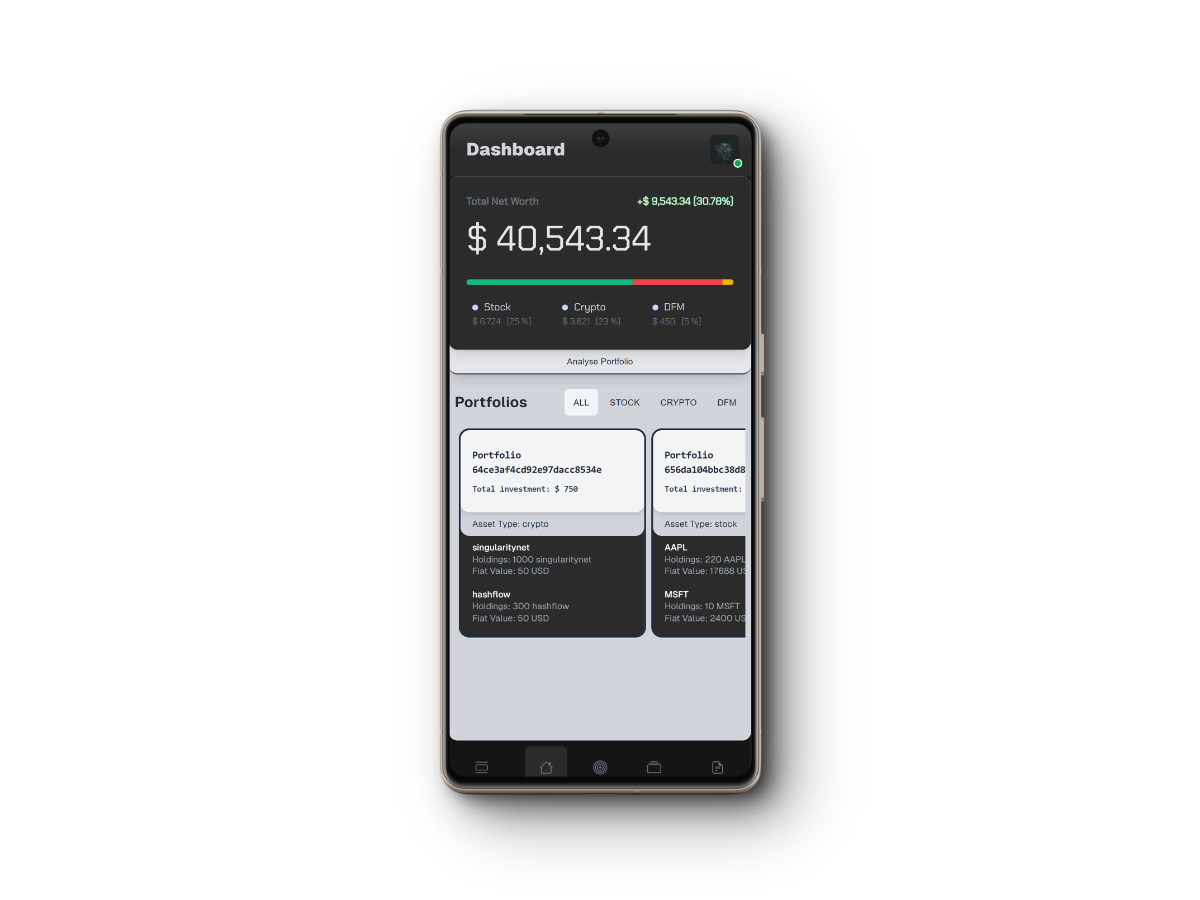 Dashboard
Total Net Worth +$ 9,543.34 (30.78%)
$ 40,543.34
Stock Crypto DFM
$ 6,724 (25 %) $ 3,621 (23 %) $ 450 (5 %)
Analyse Portfolio
Portfolios ALL STOCK CRYPTO DFM
Portfolio
64ce3af4cd92e97dacc8534e
Total investment: $ 750
Asset Type: crypto
singularitynet
Holdings: 1000 singularitynet
Fiat Value: 50 USD
hashflow
Holdings: 300 hashflow
Fiat Value: 50 USD
Portfolio
656da104bbc38d8
Total investment:
Asset Type: stock
AAPL
Holdings: 220 AAPL
Fiat Value: 17688 US
MSFT
Holdings: 10 MSFT
Fiat Value: 2400 US